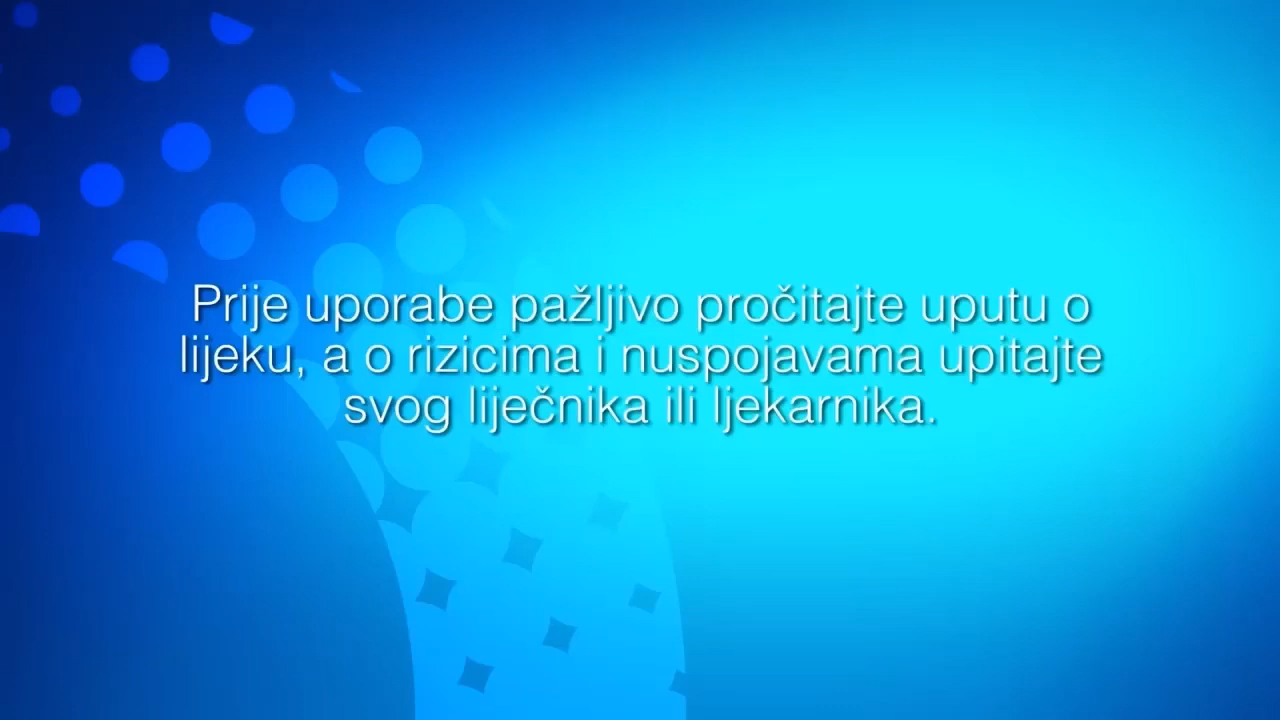 Prije uporabe pažljivo pročitajte uputu o
lijeku, a o rizicima i nuspojavama upitajte
svog liječnika ili ljekarnika.